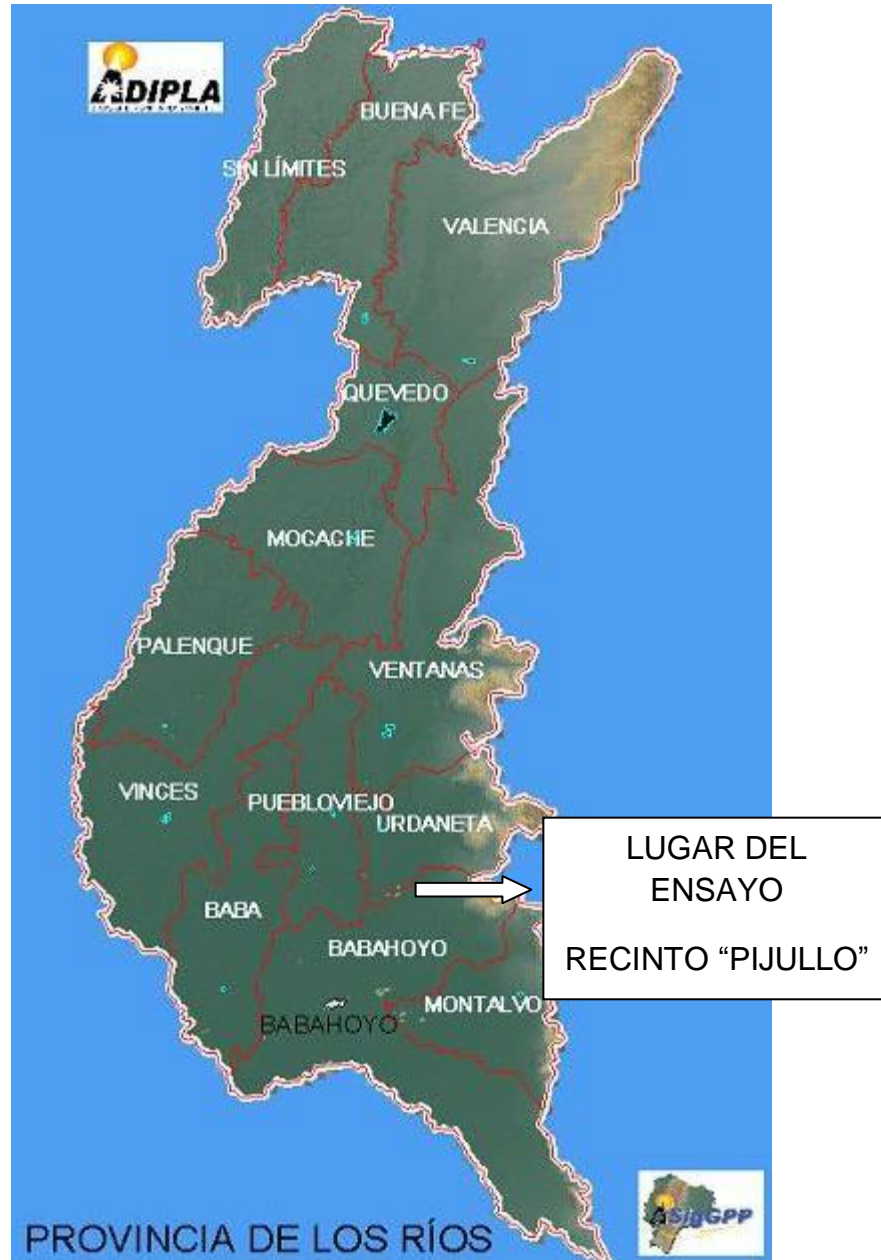 ADIPLA
BUENA FE
SIN LÍMITES
VALENCIA
QUEVEDO
MOCACHE
PALENQUE
VENTANAS
VINCES
PUEBLOVIEJO
URDANETA
LUGAR DEL
ENSAYO
RECINTO “PIJULLO”
BABA
BABAHOYO
MONTALVO
BABAHOYO
ASigGPP
PROVINCIA DE LOS RÍOS